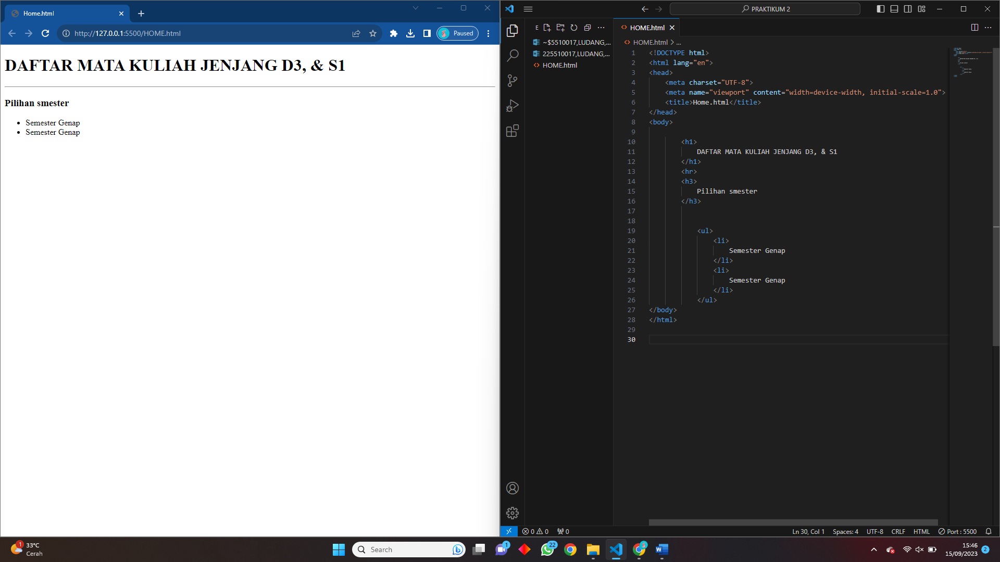 Home.html
http://127.0.0.1:5500/HOME.html
Paused
DAFTAR MATA KULIAH JENJANG D3, & S1
Pilihan smester
• Semester Genap
• Semester Genap
PRAKTIKUM 2
E
~$5510017,LUDANG,...
225510017,LUDANG,...
HOME.html
HOME.html
HOME.html > ...
1 <!DOCTYPE html>
2 <html lang="en">
3 <head>
4 <meta charset="UTF-8">
5 <meta name="viewport" content="width=device-width, initial-scale=1.0">
6 <title>Home.html</title>
7 </head>
8 <body>
9
10 <h1>
11 DAFTAR MATA KULIAH JENJANG D3, & S1
12 </h1>
13 <hr>
14 <h3>
15 Pilihan smester
16 </h3>
17
18
19 <ul>
20 <li>
21 Semester Genap
22 </li>
23 <li>
24 Semester Genap
25 </li>
26 </ul>
27 </body>
28 </html>
29
30
0 0 0
Ln 30, Col 1 Spaces: 4 UTF-8 CRLF HTML Port : 5500
1
33°C
Cerah
Search
1
22
15:46
15/09/2023
2